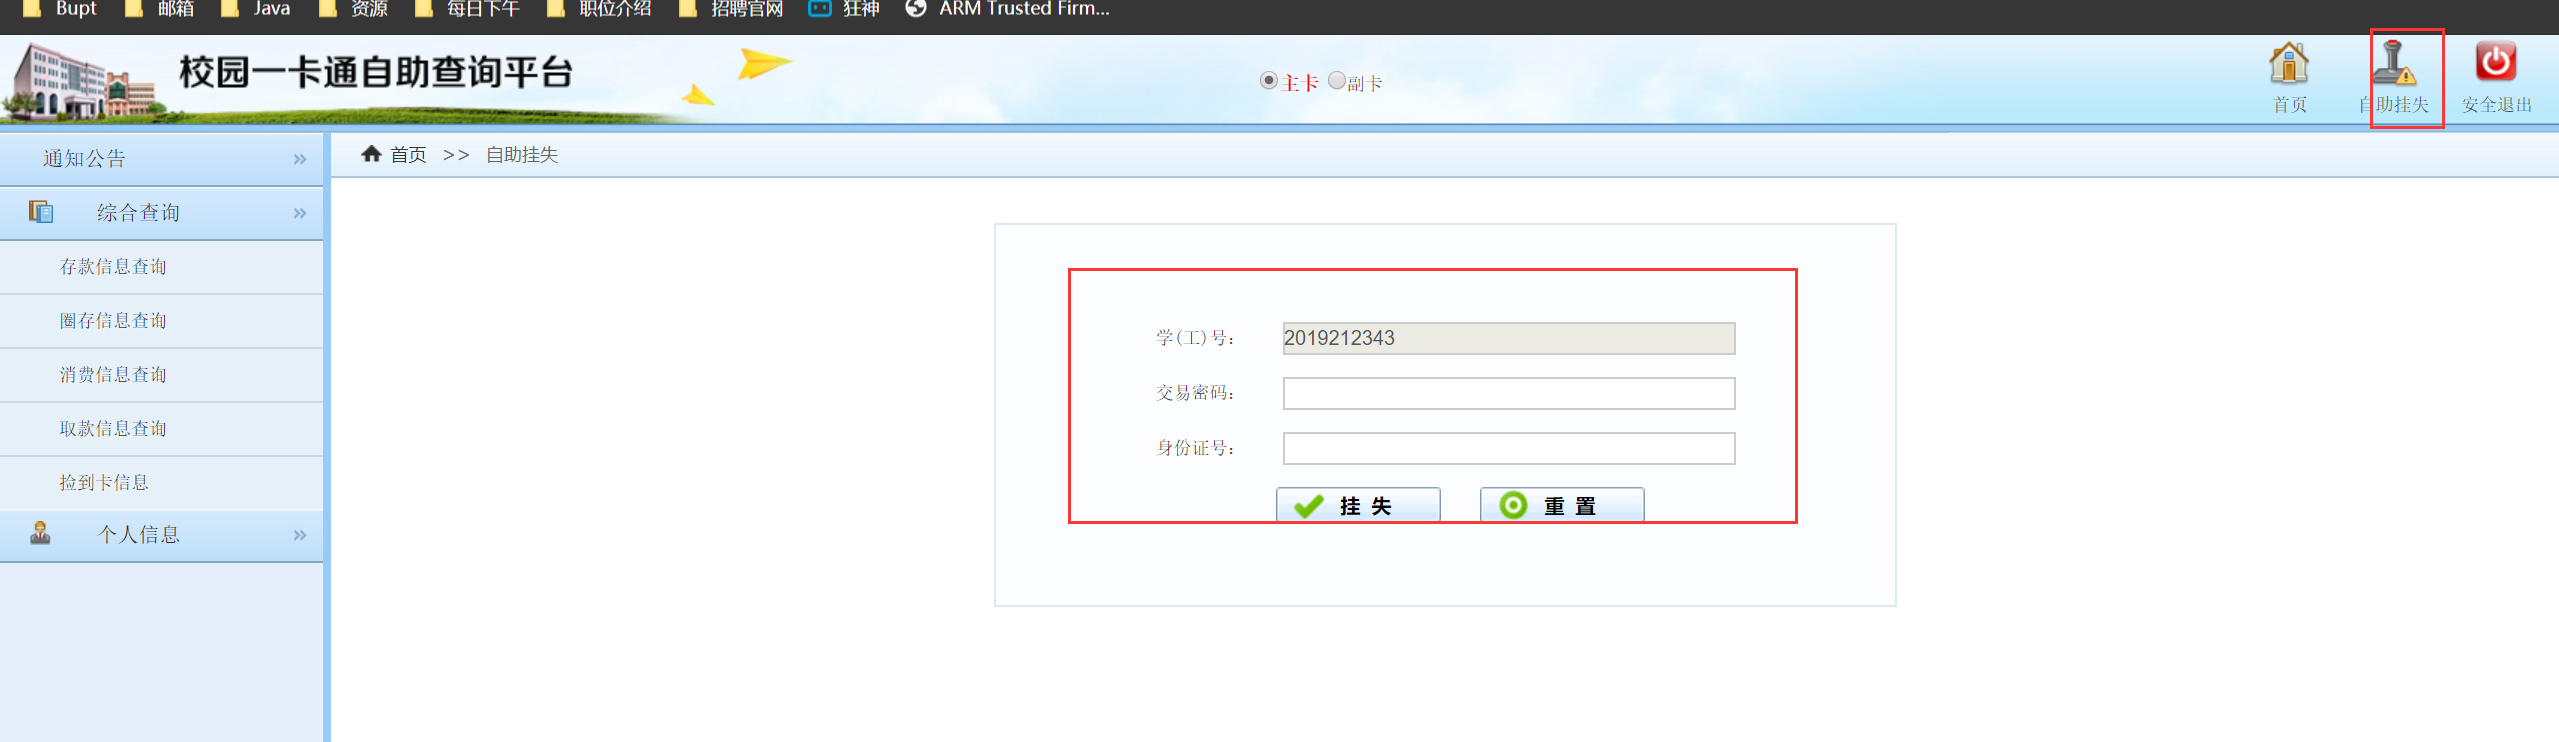 Bupt 邮箱 Java 资源 每日下午 职位介绍 招聘官网 狂神 ARM Trusted Firm...
校园一卡通自助查询平台
主卡 副卡
首页 自助挂失 安全退出
通知公告 »
首页 >> 自助挂失
综合查询 »
存款信息查询
圈存信息查询
消费信息查询
取款信息查询
捡到卡信息
个人信息 »
学(工)号： 2019212343
交易密码：
身份证号：
挂 失 重 置